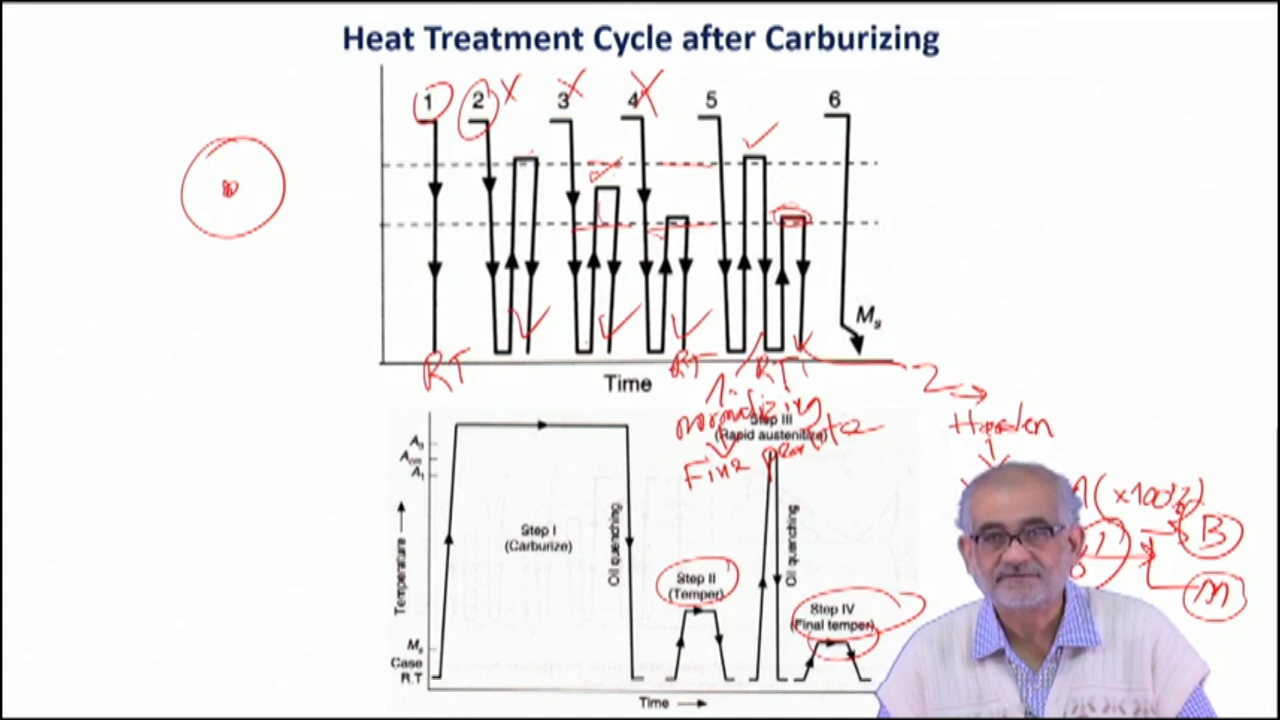 Heat Treatment Cycle after Carburizing
1 2 X 3 X 4 X 5 6
Ms
RT RT RT 2
Time
1.
normalizing
Harden
Step III
(Rapid austenitize)
Fine Pearlite
A3
Acm
A1
Temperature
Step I
(Carburize)
Oil quenching
Oil quenching
B
M
Step II
(Temper)
Step IV
(Final temper)
Ms
Case
R.T
Time